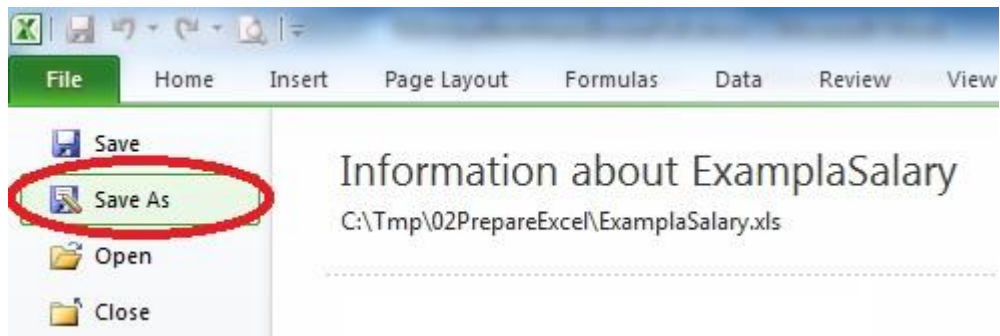 File Home Insert Page Layout Formulas Data Review View
Save
Save As
Open
Close
Information about ExamplaSalary
C:\Tmp\02PrepareExcel\ExamplaSalary.xls